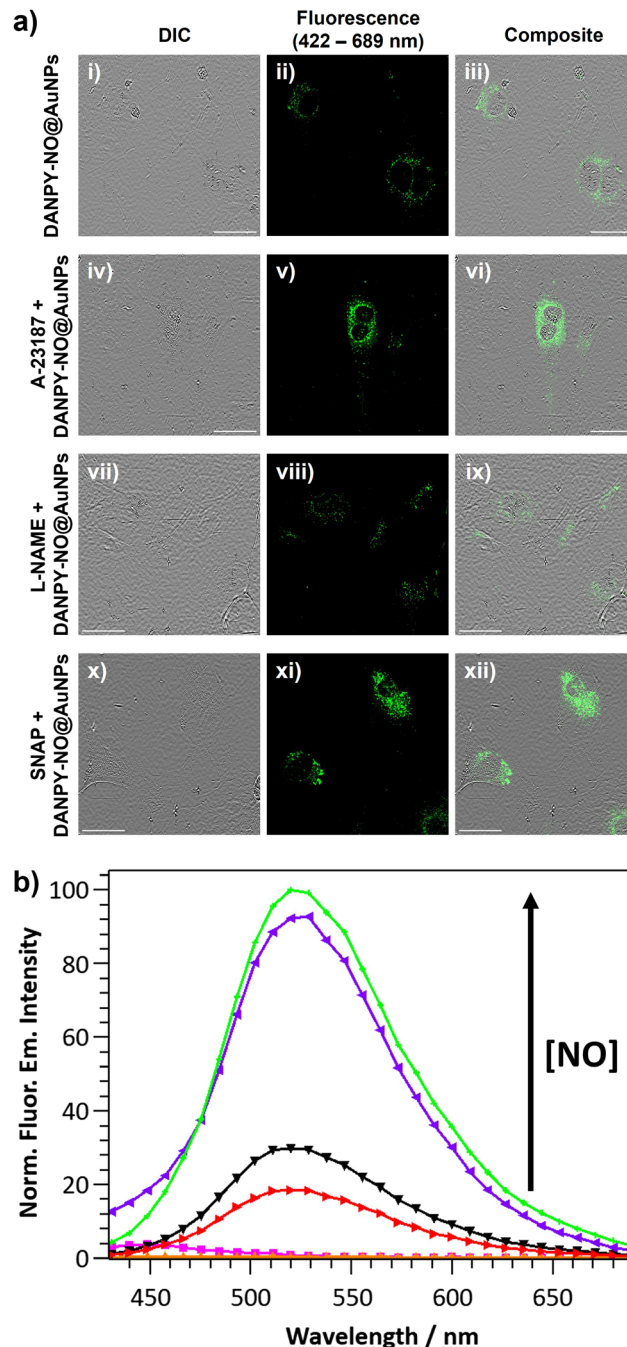 a)
DIC
Fluorescence
(422 – 689 nm)
Composite
DANPY-NO@AuNPs
i)
ii)
iii)
A-23187 +
DANPY-NO@AuNPs
iv)
v)
vi)
L-NAME +
DANPY-NO@AuNPs
vii)
viii)
ix)
SNAP +
DANPY-NO@AuNPs
x)
xi)
xii)
b)
Norm. Fluor. Em. Intensity
100
80
60
40
20
0
[NO]
450
500
550
600
650
Wavelength / nm